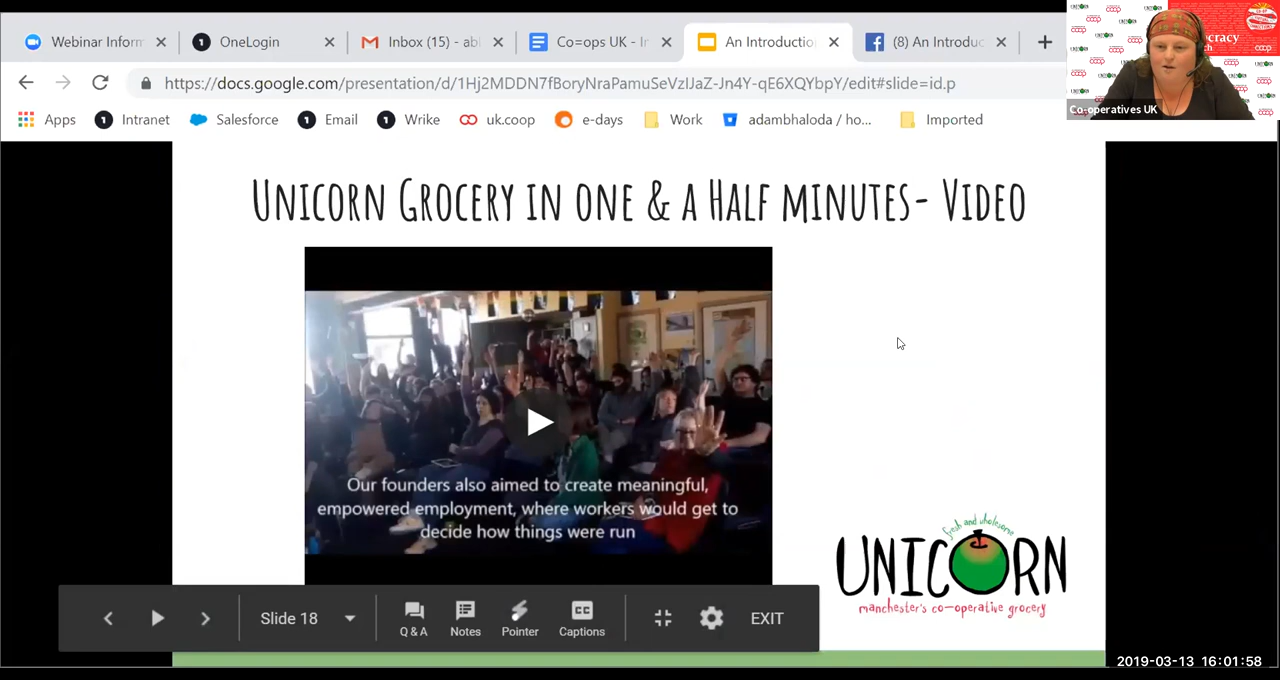 Webinar Inform
OneLogin
Inbox (15) - ab
Co=ops UK - Ir
An Introductio
(8) An Introduc
https://docs.google.com/presentation/d/1Hj2MDDN7fBoryNraPamuSeVzIJaZ-Jn4Y-qE6XQYbpY/edit#slide=id.p
Apps
Intranet
Salesforce
Email
Wrike
uk.coop
e-days
Work
adambhaloda / ho...
Imported
Co-operatives UK
Unicorn Grocery in one & a Half minutes- Video
Our founders also aimed to create meaningful,
empowered employment, where workers would get to
decide how things were run
fresh and wholesome
UNICORN
manchester's co-operative grocery
Slide 18
Q & A
Notes
Pointer
CC
Captions
EXIT
2019-03-13 16:01:58